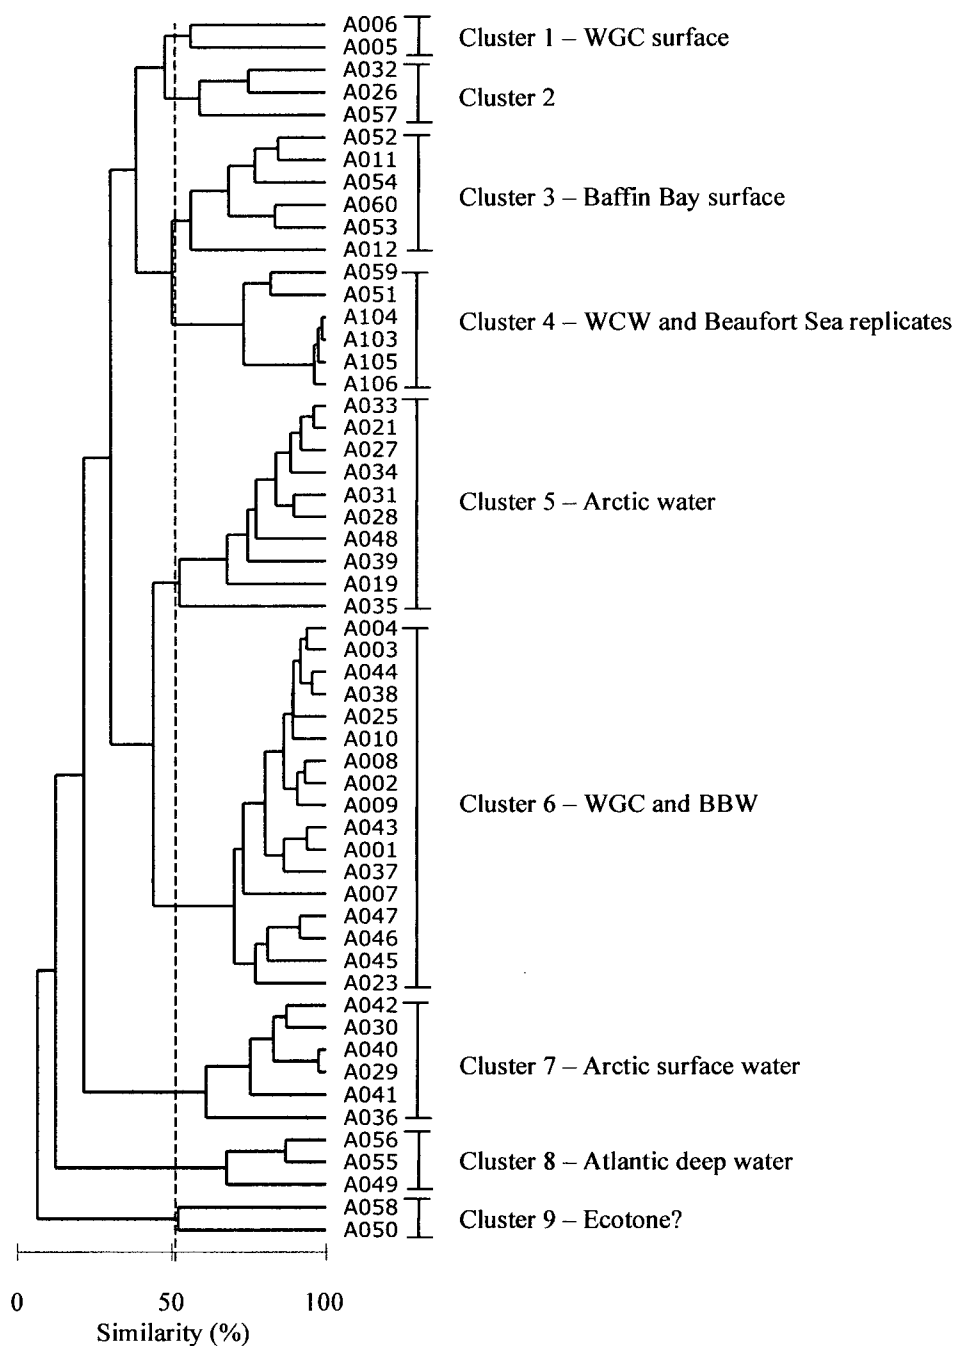 A006
A005
Cluster 1 – WGC surface
A032
A026
A057
Cluster 2
A052
A011
A054
A060
A053
A012
Cluster 3 – Baffin Bay surface
A059
A051
A104
A103
A105
A106
Cluster 4 – WCW and Beaufort Sea replicates
A033
A021
A027
A034
A031
A028
A048
A039
A019
A035
Cluster 5 – Arctic water
A004
A003
A044
A038
A025
A010
A008
A002
A009
A043
A001
A037
A007
A047
A046
A045
A023
Cluster 6 – WGC and BBW
A042
A030
A040
A029
A041
A036
Cluster 7 – Arctic surface water
A056
A055
A049
Cluster 8 – Atlantic deep water
A058
A050
Cluster 9 – Ecotone?
0 50 100
Similarity (%)